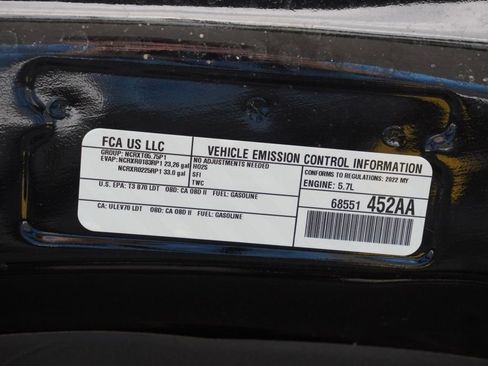 FCA US LLC
GROUP: NCRXT05.75P1
EVAP: NCRXR0183RP1 23,26 gal
NCRXR0225RP1 33.0 gal
VEHICLE EMISSION CONTROL INFORMATION
NO ADJUSTMENTS NEEDED
HO2S
SFI
TWC
CONFORMS TO REGULATIONS: 2022 MY
ENGINE: 5.7L
U.S. EPA: T3 B70 LDT OBD: CA OBD II FUEL: GASOLINE
CA: ULEV70 LDT OBD: CA OBD II FUEL: GASOLINE
68551 452AA